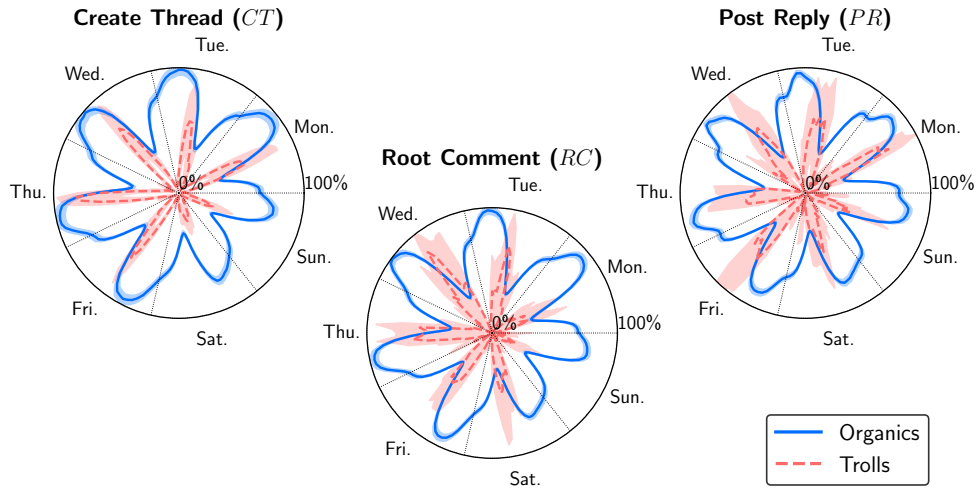 Create Thread (CT)
Tue.
Wed.
Mon.
Thu.
0%
100%
Sun.
Fri.
Sat.
Root Comment (RC)
Tue.
Wed.
Mon.
Thu.
0%
100%
Sun.
Fri.
Sat.
Post Reply (PR)
Tue.
Wed.
Mon.
Thu.
0%
100%
Sun.
Fri.
Sat.
Organics
Trolls